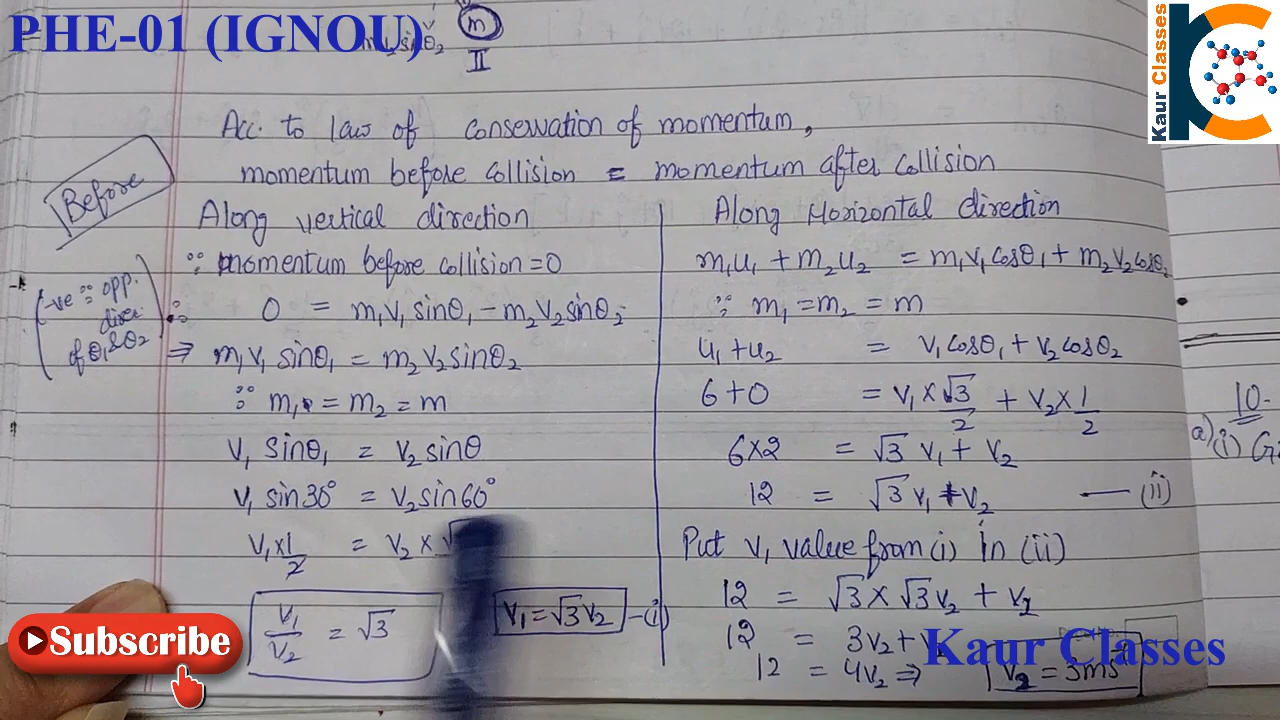 PHE-01 (IGNOU)
m
II
Kaur Classes
Acc. to law of conservation of momentum,
momentum before collision = momentum after collision
Before
Along vertical direction
∵ momentum before collision = 0
(-ve ∵ opp. direc of θ₁ & θ₂)
∴ 0 = m₁v₁ sinθ₁ - m₂v₂ sinθ₂
⇒ m₁v₁ sinθ₁ = m₂v₂ sinθ₂
∵ m₁ = m₂ = m
v₁ sinθ₁ = v₂ sinθ
v₁ sin30° = v₂ sin60°
v₁ × 1/2 = v₂ × √
v₁/v₂ = √3
v₁ = √3 v₂ —(i)
Along Horizontal direction
m₁u₁ + m₂u₂ = m₁v₁ cosθ₁ + m₂v₂ cosθ₂
∵ m₁ = m₂ = m
u₁ + u₂ = v₁ cosθ₁ + v₂ cosθ₂
6 + 0 = v₁ × √3/2 + v₂ × 1/2
6×2 = √3 v₁ + v₂
12 = √3 v₁ + v₂ — (ii)
Put v₁ value from (i) in (ii)
12 = √3 × √3 v₂ + v₂
12 = 3v₂ + v
12 = 4v₂ ⇒ v₂ = 3ms
10.
a) (i) G
Subscribe
Kaur Classes